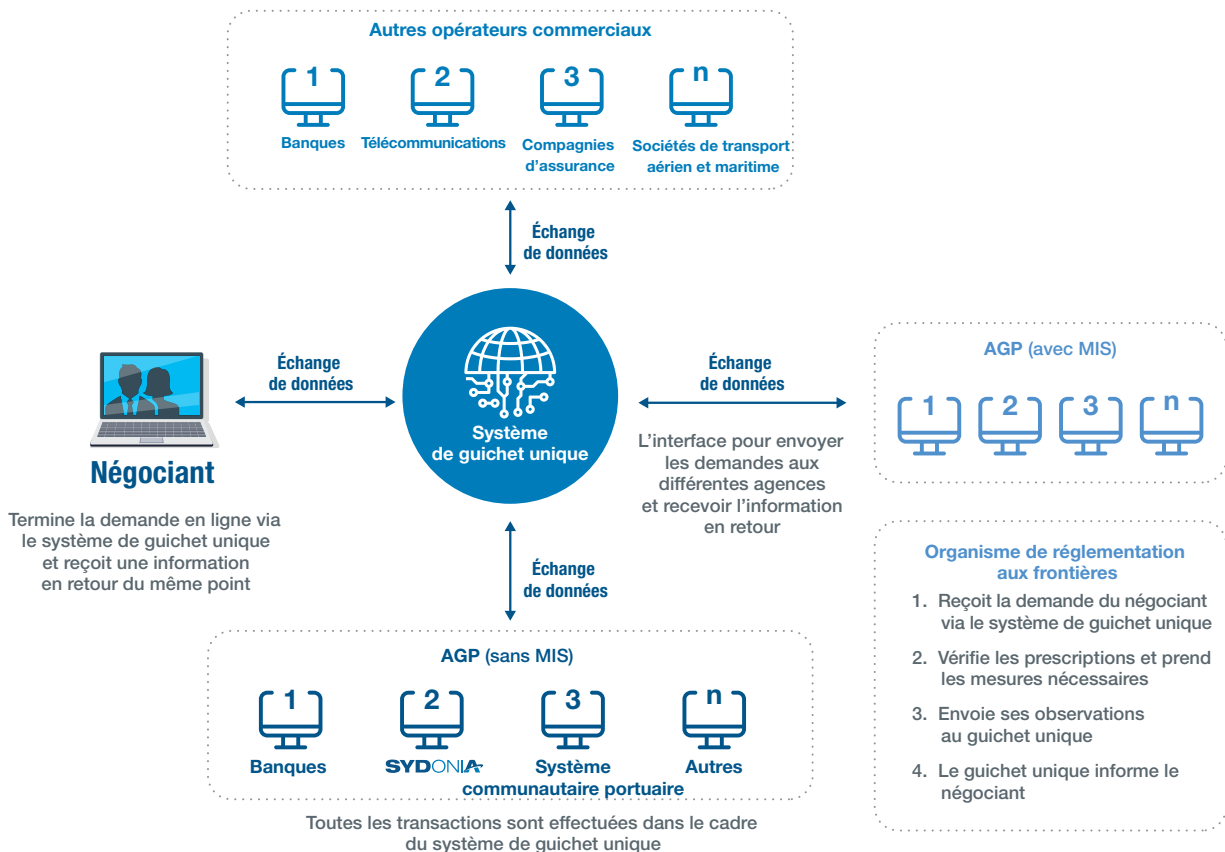 Autres opérateurs commerciaux
1
2
3
n
Banques
Télécommunications
Compagnies
d’assurance
Sociétés de transport
aérien et maritime
Échange
de données
Échange
de données
Système
de guichet unique
Échange
de données
Négociant
Termine la demande en ligne via
le système de guichet unique
et reçoit une information
en retour du même point
L’interface pour envoyer
les demandes aux
différentes agences
et recevoir l’information
en retour
AGP (avec MIS)
1
2
3
n
Organisme de réglementation
aux frontières
1. Reçoit la demande du négociant
via le système de guichet unique
2. Vérifie les prescriptions et prend
les mesures nécessaires
3. Envoie ses observations
au guichet unique
4. Le guichet unique informe le
négociant
Échange
de données
AGP (sans MIS)
1
2
3
n
Banques
SYDONIA
Système
communautaire portuaire
Autres
Toutes les transactions sont effectuées dans le cadre
du système de guichet unique